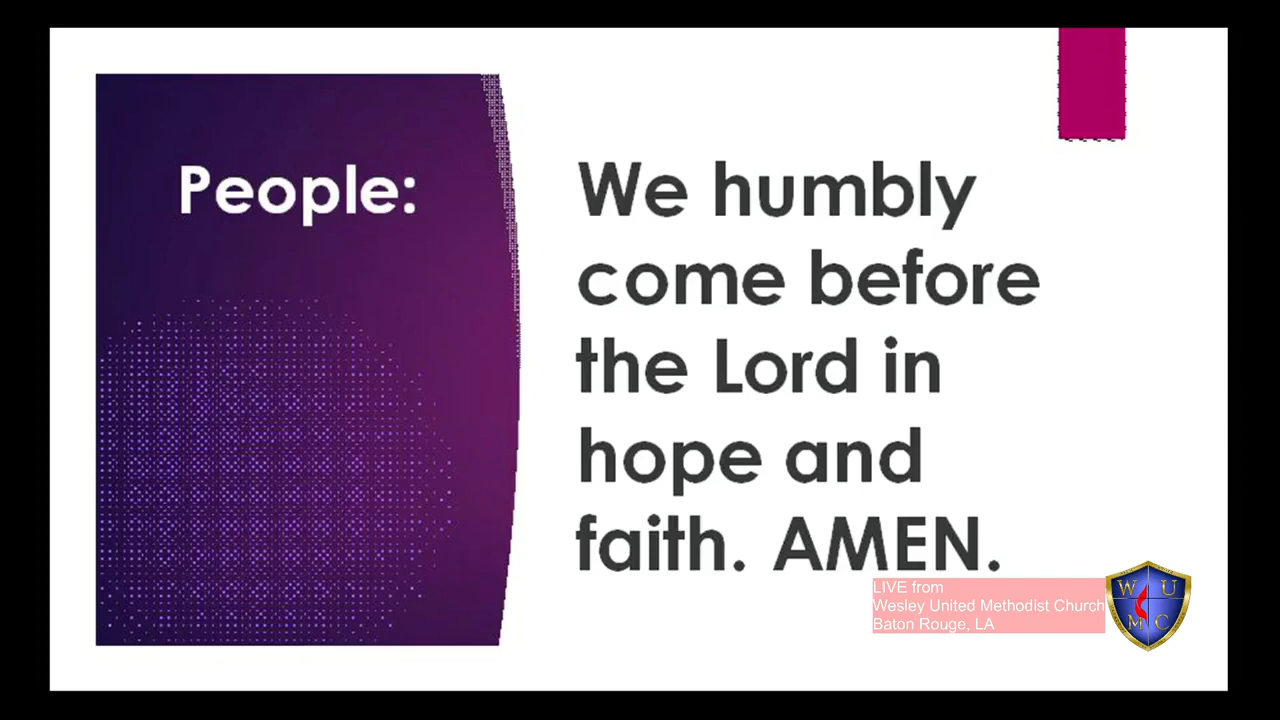 People:
We humbly
come before
the Lord in
hope and
faith. AMEN.
LIVE from
Wesley United Methodist Church
Baton Rouge, LA
W U
M C